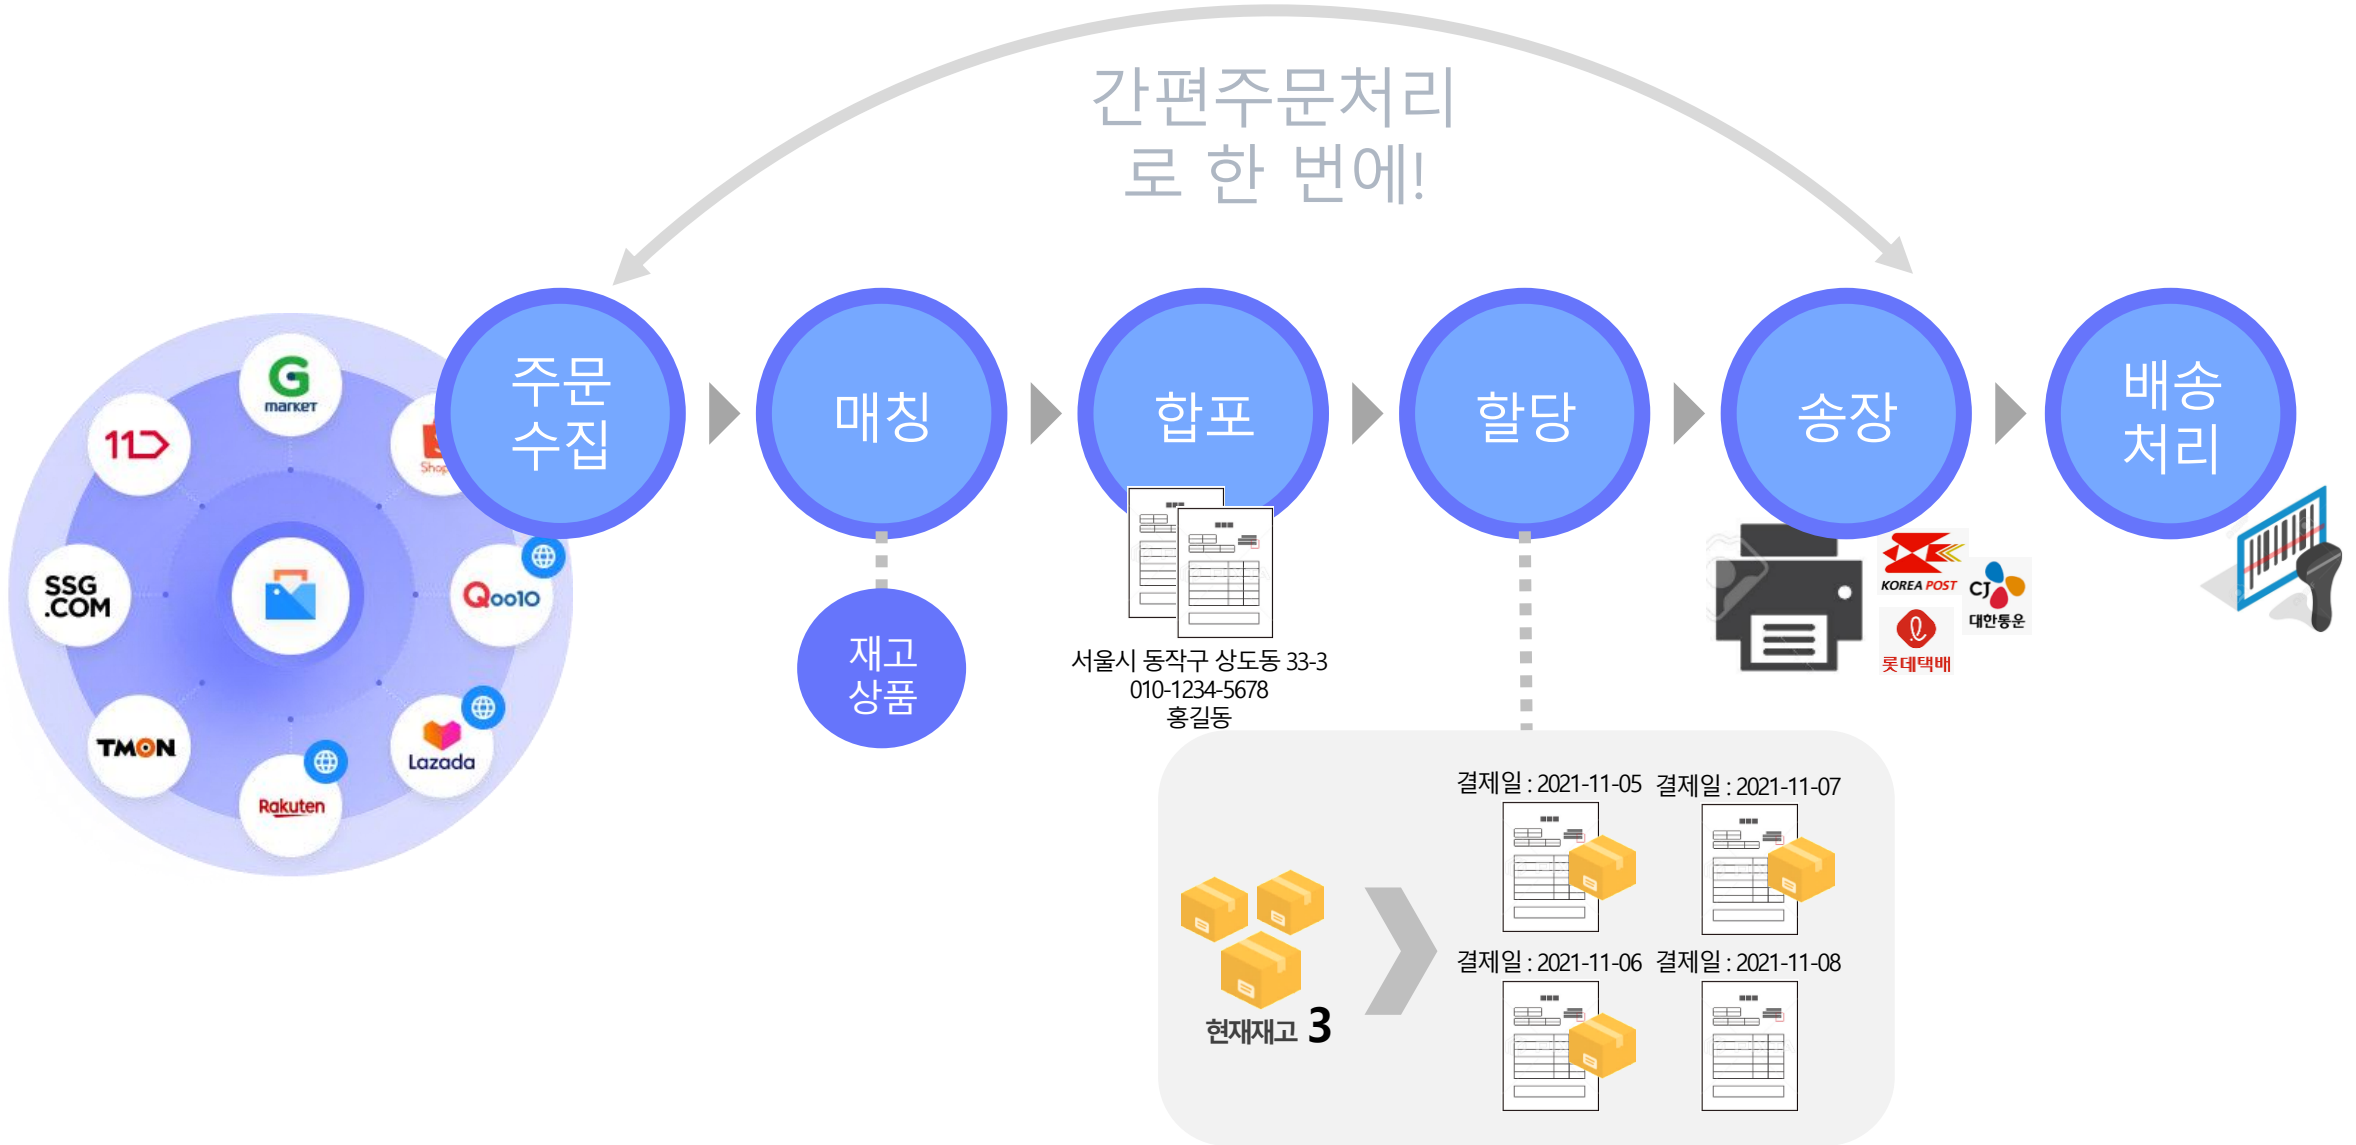 간편주문처리
로 한 번에!
주문
수집
매칭
합포
할당
송장
배송
처리
G
market
11
Shop
SSG
.COM
Qoo10
TMON
Lazada
Rakuten
재고
상품
서울시 동작구 상도동 33-3
010-1234-5678
홍길동
KOREA POST
CJ
대한통운
롯데택배
결제일 : 2021-11-05
결제일 : 2021-11-07
결제일 : 2021-11-06
결제일 : 2021-11-08
현재재고 3